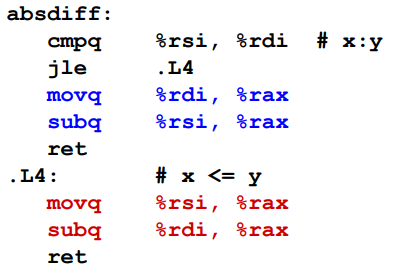 absdiff:
   cmpq    %rsi, %rdi  # x:y
   jle     .L4
   movq    %rdi, %rax
   subq    %rsi, %rax
   ret
.L4:       # x <= y
   movq    %rsi, %rax
   subq    %rdi, %rax
   ret